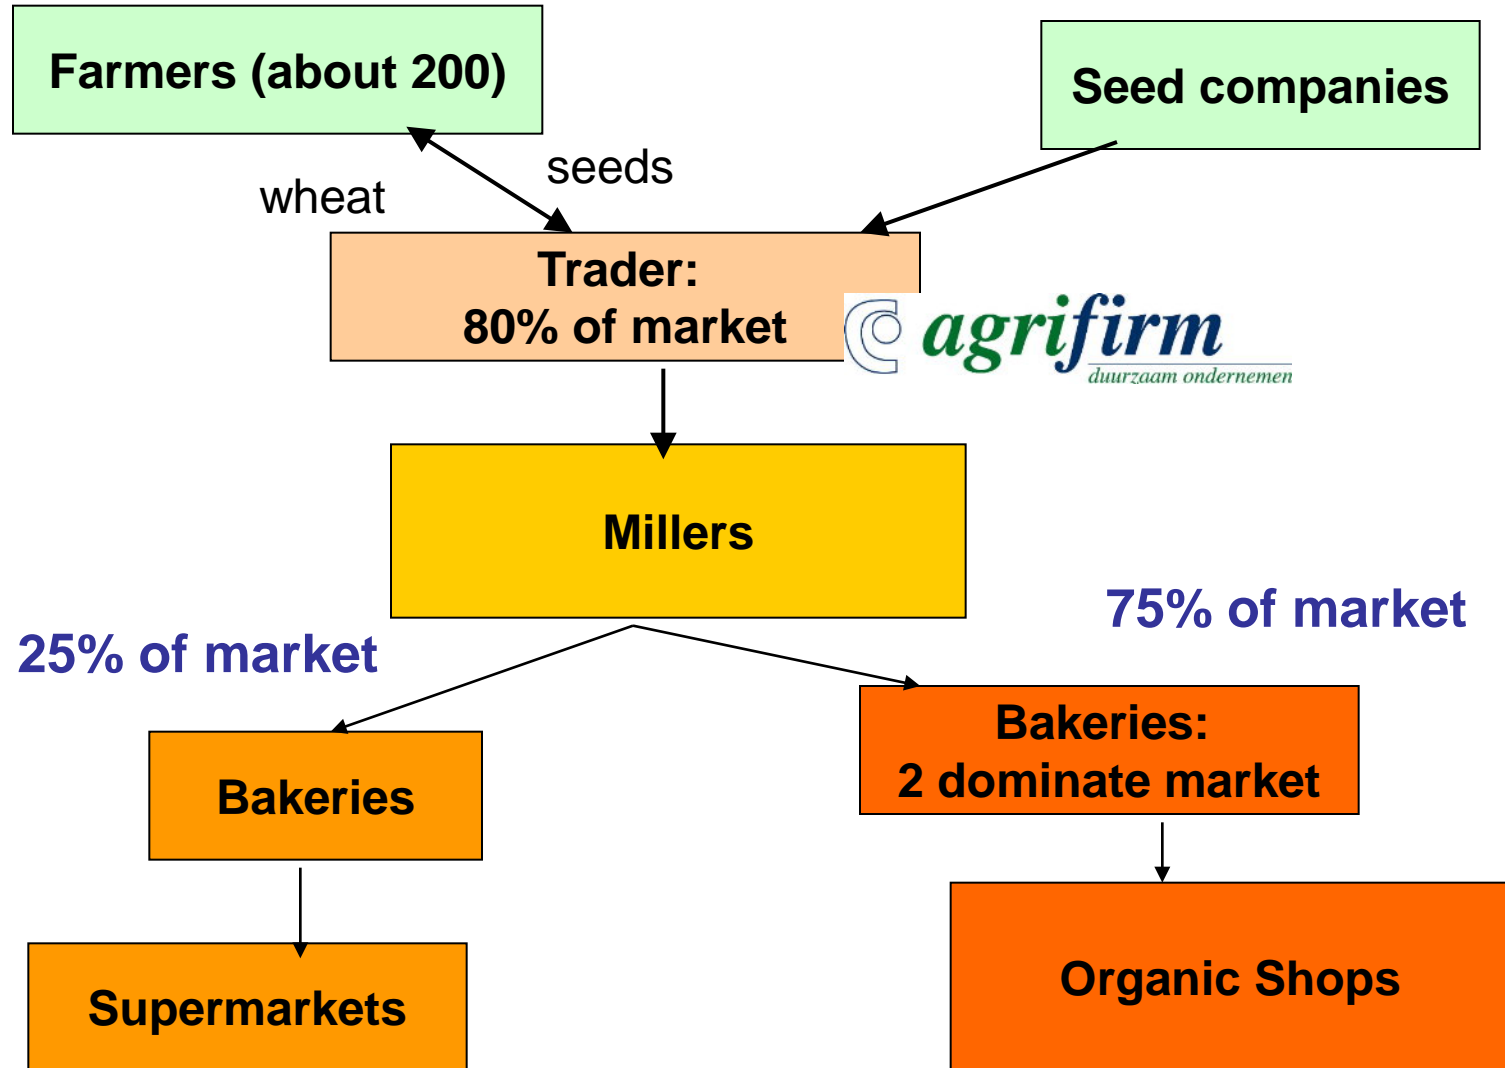 Farmers (about 200)
Seed companies
seeds
wheat
Trader:
80% of market
agrifirm
duurzaam ondernemen
Millers
75% of market
25% of market
Bakeries:
2 dominate market
Bakeries
Organic Shops
Supermarkets